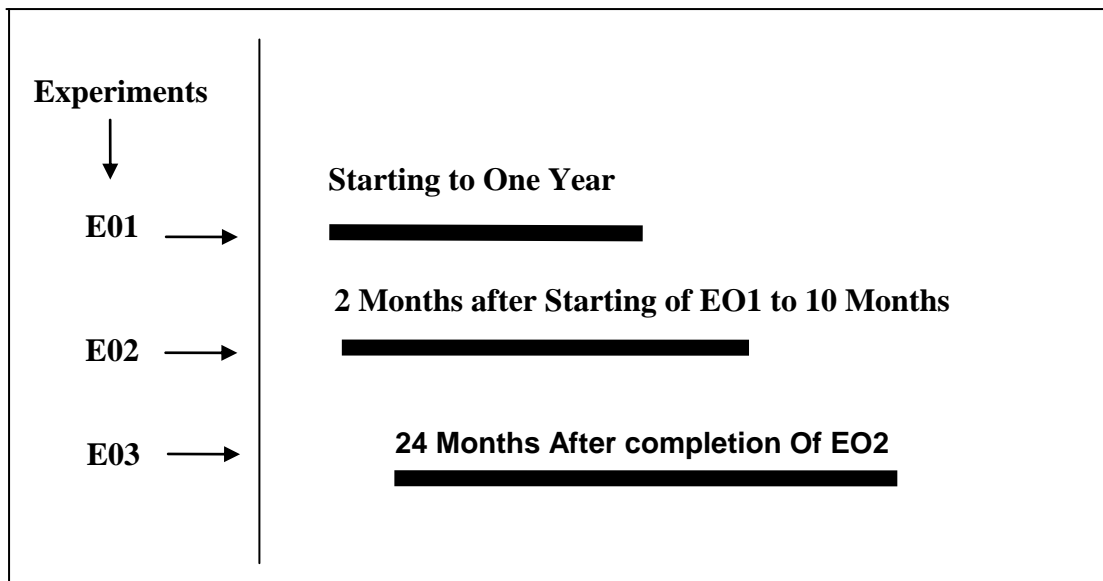 Experiments
Starting to One Year
E01
2 Months after Starting of EO1 to 10 Months
E02
24 Months After completion Of EO2
E03